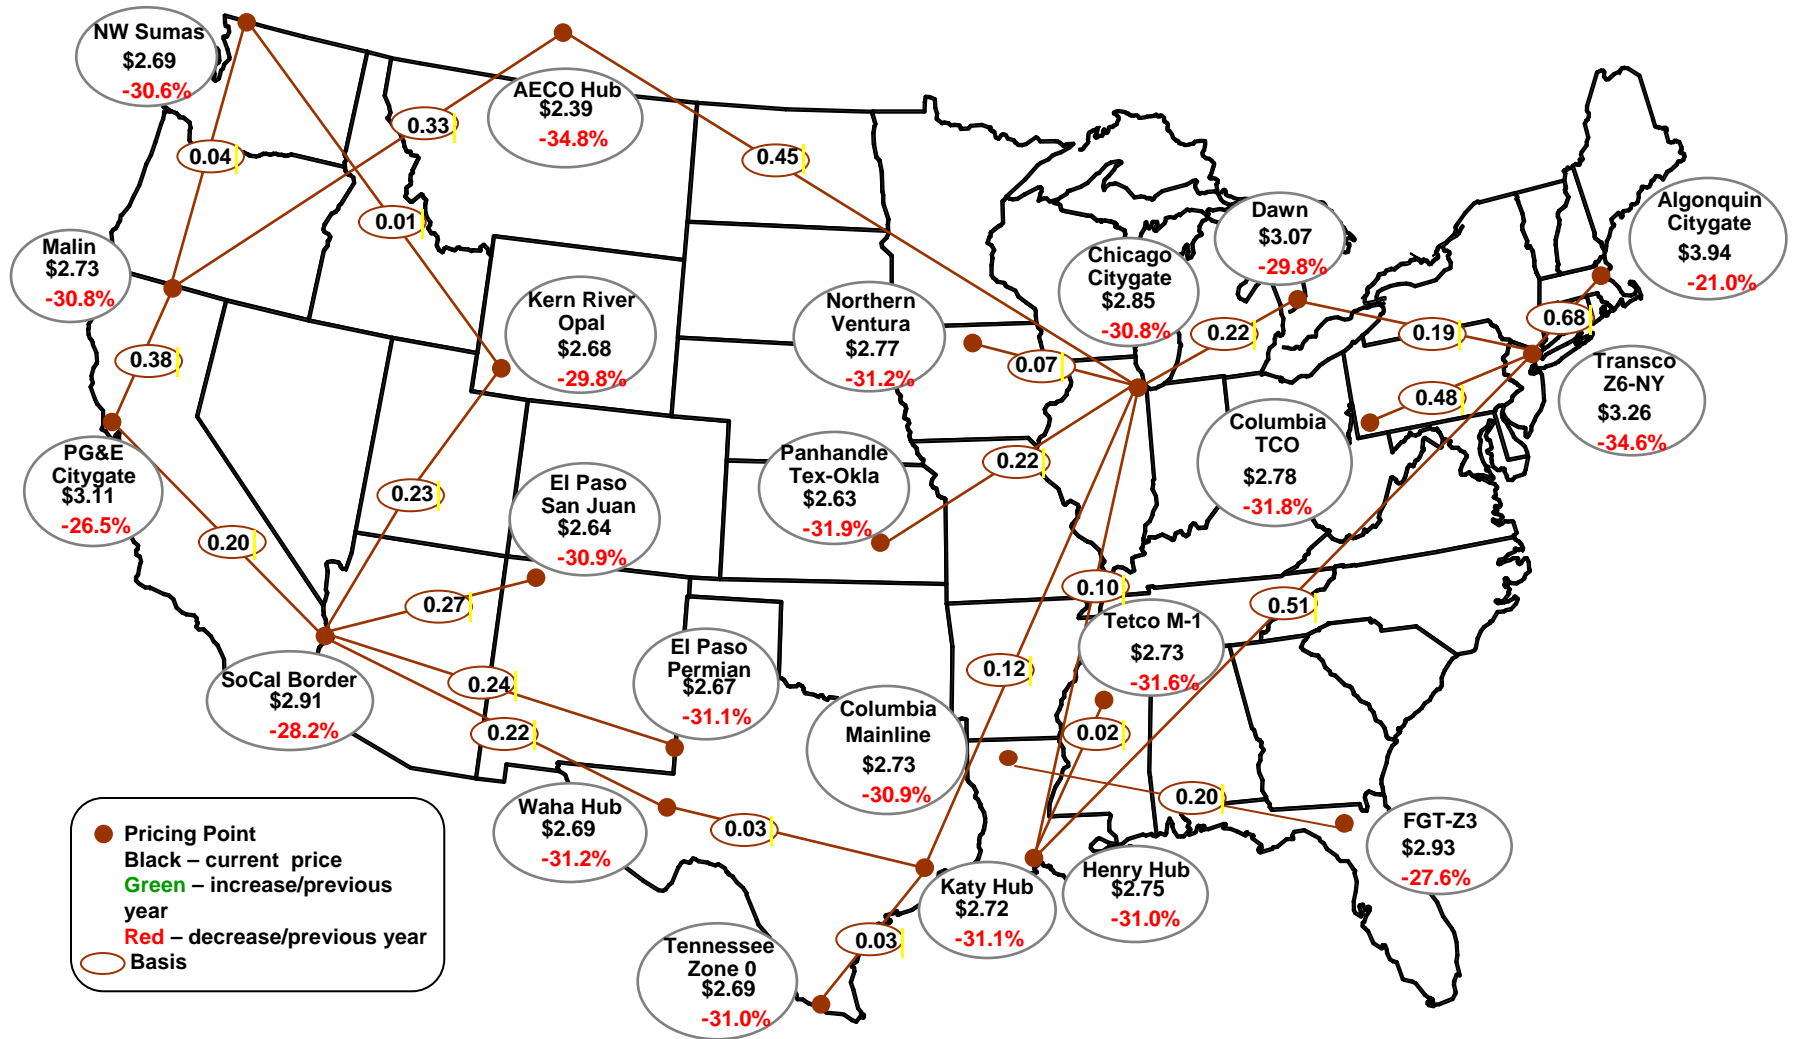 NW Sumas
$2.69
-30.6%
AECO Hub
$2.39
-34.8%
0.33
0.04
0.45
0.01
Malin
$2.73
-30.8%
Kern River
Opal
$2.68
-29.8%
Northern
Ventura
$2.77
-31.2%
Chicago
Citygate
$2.85
-30.8%
Dawn
$3.07
-29.8%
Algonquin
Citygate
$3.94
-21.0%
0.38
0.07
0.22
0.19
0.68
Transco
Z6-NY
$3.26
-34.6%
0.48
PG&E
Citygate
$3.11
-26.5%
0.23
El Paso
San Juan
$2.64
-30.9%
Panhandle
Tex-Okla
$2.63
-31.9%
0.22
Columbia
TCO
$2.78
-31.8%
0.20
0.27
0.10
0.51
SoCal Border
$2.91
-28.2%
0.24
0.22
El Paso
Permian
$2.67
-31.1%
0.12
Tetco M-1
$2.73
-31.6%
Columbia
Mainline
$2.73
-30.9%
0.02
0.20
Waha Hub
$2.69
-31.2%
0.03
FGT-Z3
$2.93
-27.6%
Katy Hub
$2.72
-31.1%
Henry Hub
$2.75
-31.0%
0.03
Tennessee
Zone 0
$2.69
-31.0%
Pricing Point
Black – current price
Green – increase/previous
year
Red – decrease/previous year
Basis